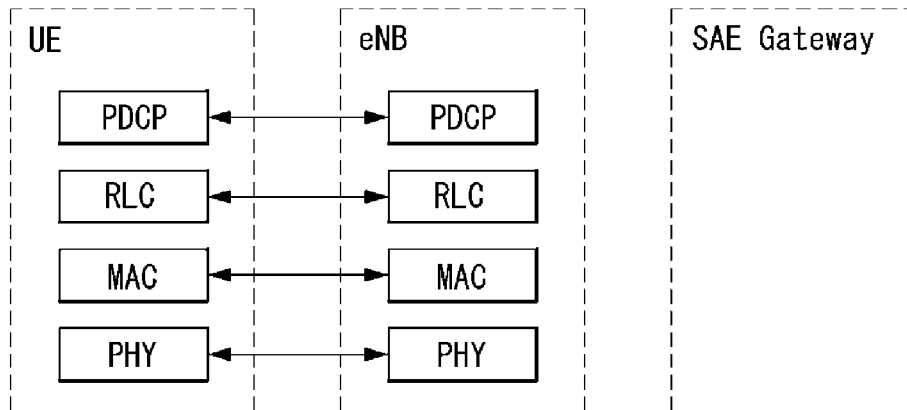 UE eNB SAE Gateway
PDCP PDCP
RLC RLC
MAC MAC
PHY PHY